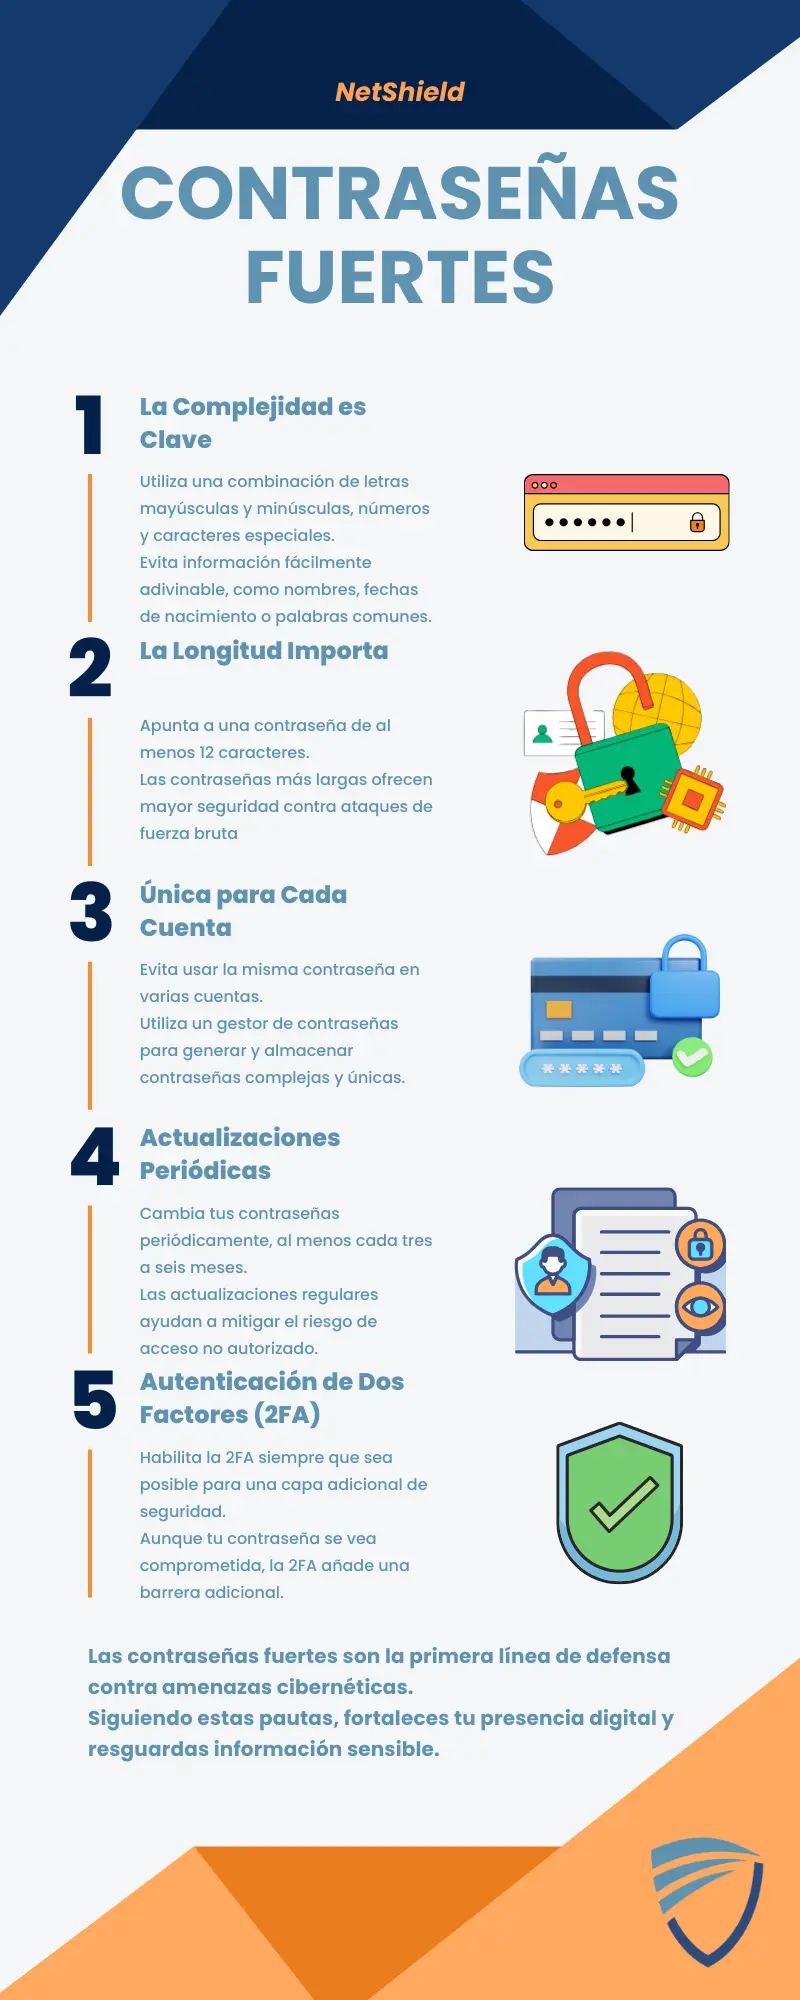 NetShield
CONTRASEÑAS
FUERTES
1
La Complejidad es
Clave
Utiliza una combinación de letras
mayúsculas y minúsculas, números
y caracteres especiales.
Evita información fácilmente
adivinable, como nombres, fechas
de nacimiento o palabras comunes.
2
La Longitud Importa
Apunta a una contraseña de al
menos 12 caracteres.
Las contraseñas más largas ofrecen
mayor seguridad contra ataques de
fuerza bruta
3
Única para Cada
Cuenta
Evita usar la misma contraseña en
varias cuentas.
Utiliza un gestor de contraseñas
para generar y almacenar
contraseñas complejas y únicas.
4
Actualizaciones
Periódicas
Cambia tus contraseñas
periódicamente, al menos cada tres
a seis meses.
Las actualizaciones regulares
ayudan a mitigar el riesgo de
acceso no autorizado.
5
Autenticación de Dos
Factores (2FA)
Habilita la 2FA siempre que sea
posible para una capa adicional de
seguridad.
Aunque tu contraseña se vea
comprometida, la 2FA añade una
barrera adicional.
Las contraseñas fuertes son la primera línea de defensa
contra amenazas cibernéticas.
Siguiendo estas pautas, fortaleces tu presencia digital y
resguardas información sensible.